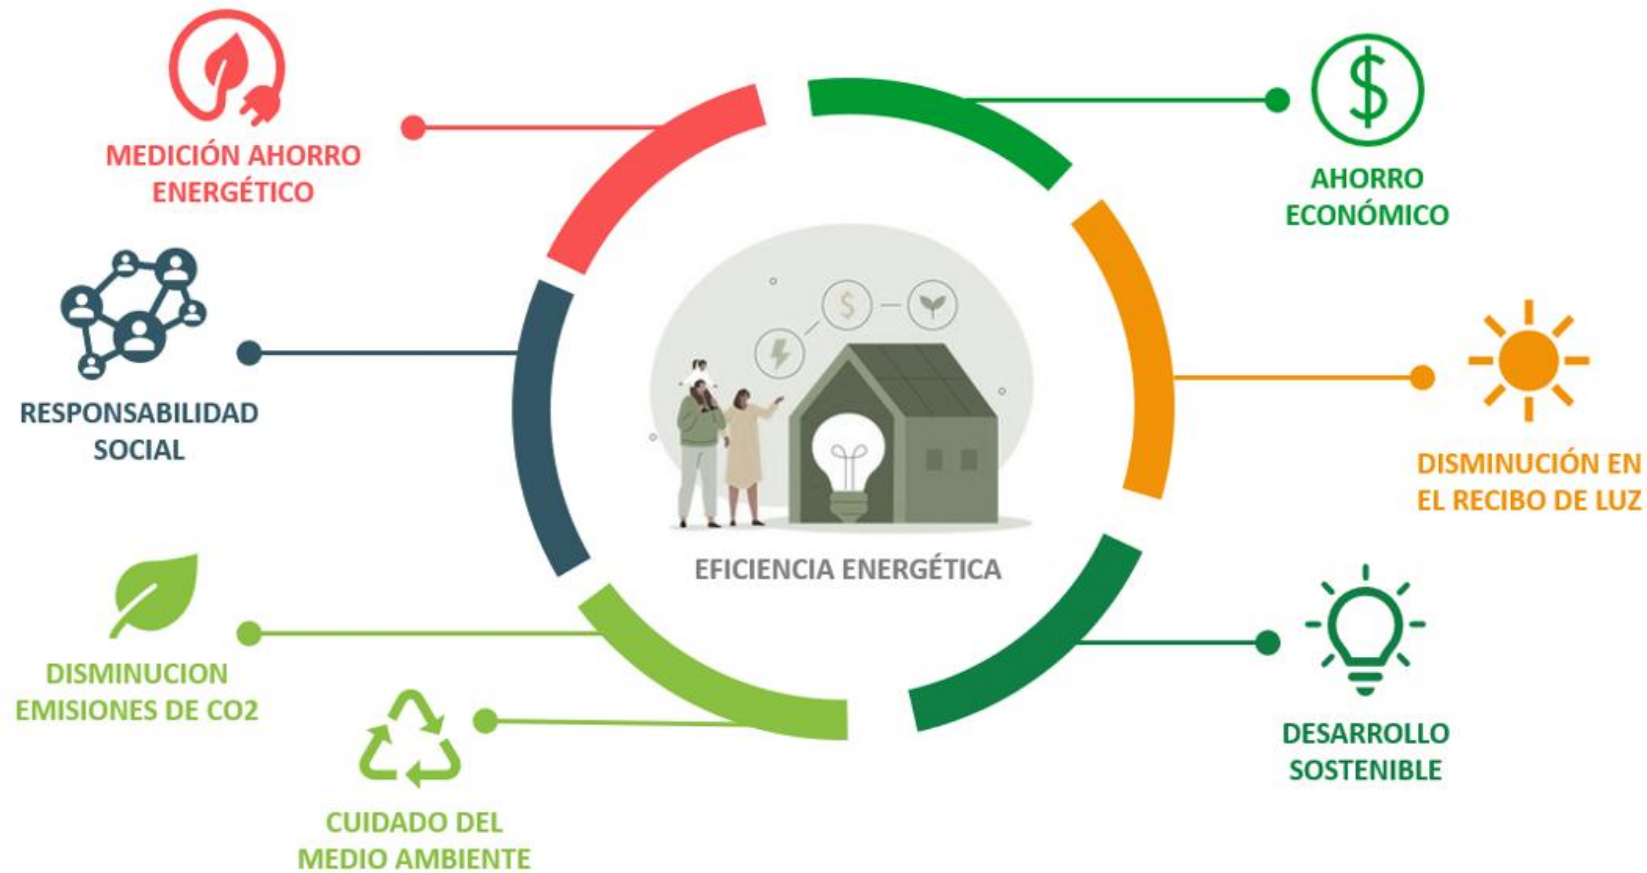 MEDICIÓN AHORRO
ENERGÉTICO
AHORRO
ECONÓMICO
RESPONSABILIDAD
SOCIAL
DISMINUCIÓN EN
EL RECIBO DE LUZ
EFICIENCIA ENERGÉTICA
DISMINUCION
EMISIONES DE CO2
DESARROLLO
SOSTENIBLE
CUIDADO DEL
MEDIO AMBIENTE